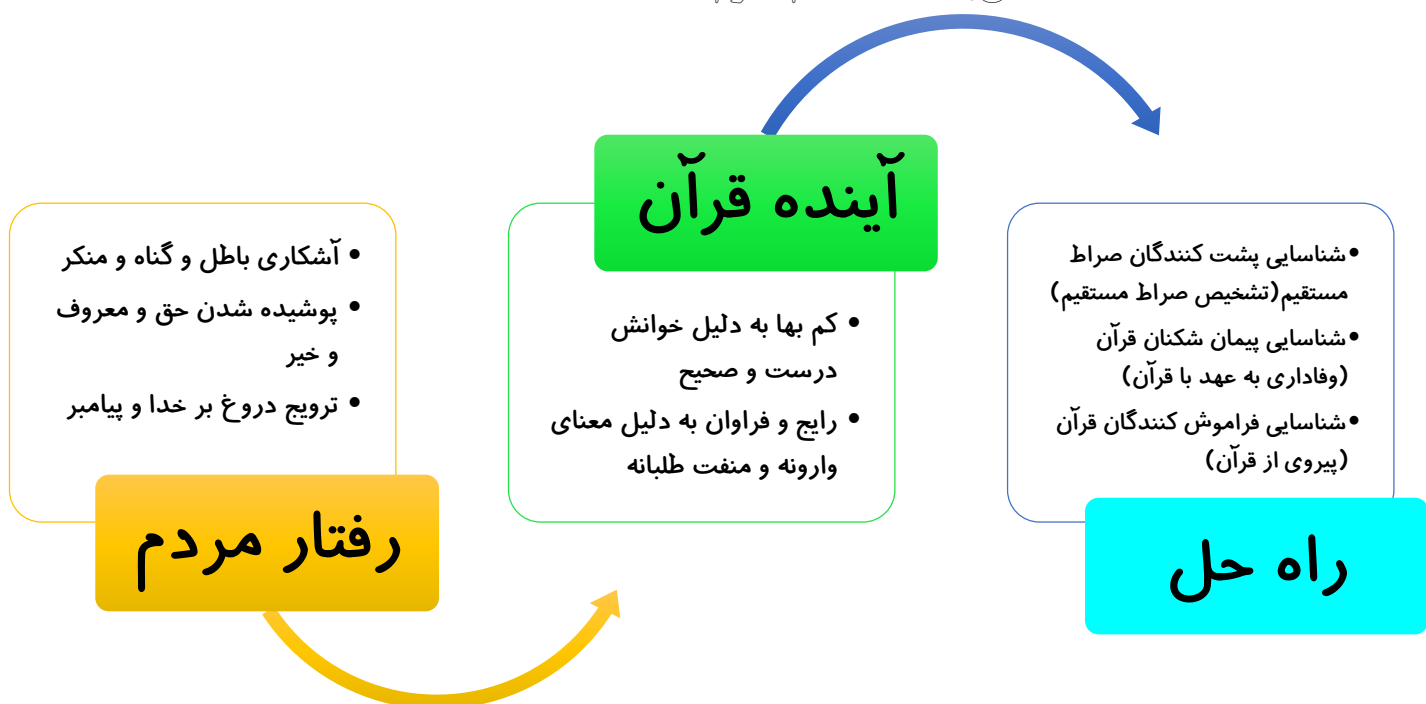 رفتار مردم
• آشکاری باطل و گناه و منکر
• پوشیده شدن حق و معروف
و خیر
• ترویج دروغ بر خدا و پیامبر
آینده قرآن
• کم بها به دلیل خوانش
درست و صحیح
• رایج و فراوان به دلیل معنای
وارونه و منفت طلبانه
راه حل
•شناسایی پشت کنندگان صراط
مستقیم(تشخیص صراط مستقیم)
•شناسایی پیمان شکنان قرآن
(وفاداری به عهد با قرآن)
•شناسایی فراموش کنندگان قرآن
(پیروی از قرآن)